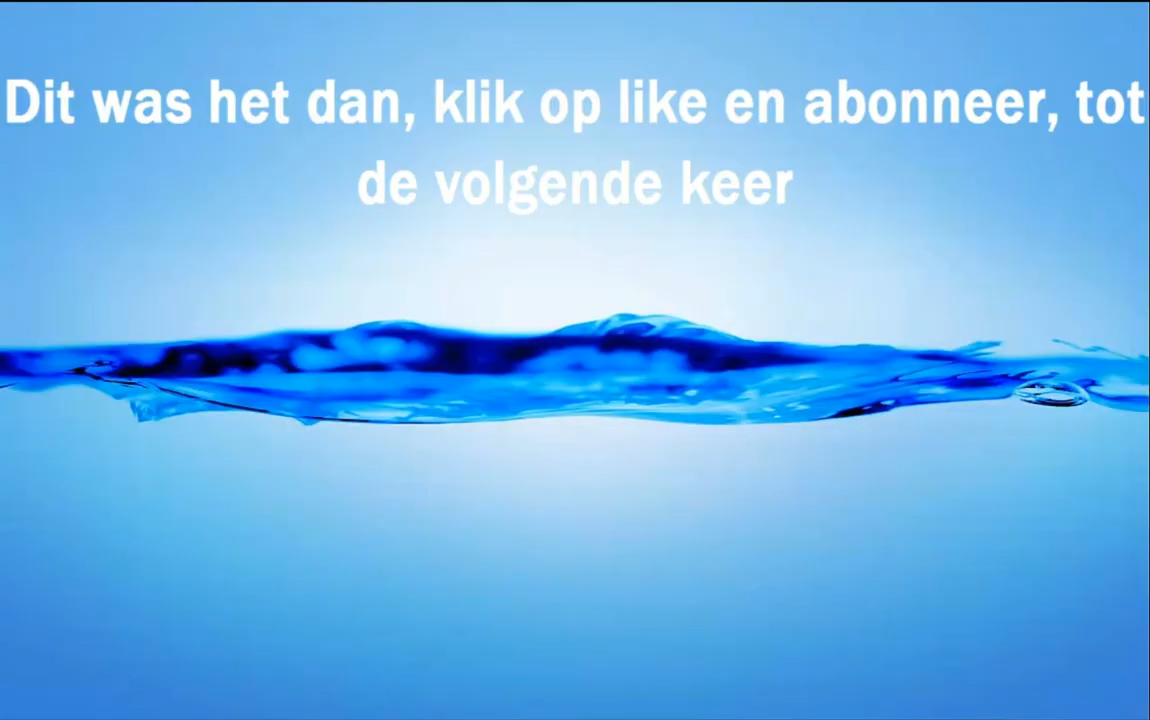 Dit was het dan, klik op like en abonneer, tot
de volgende keer